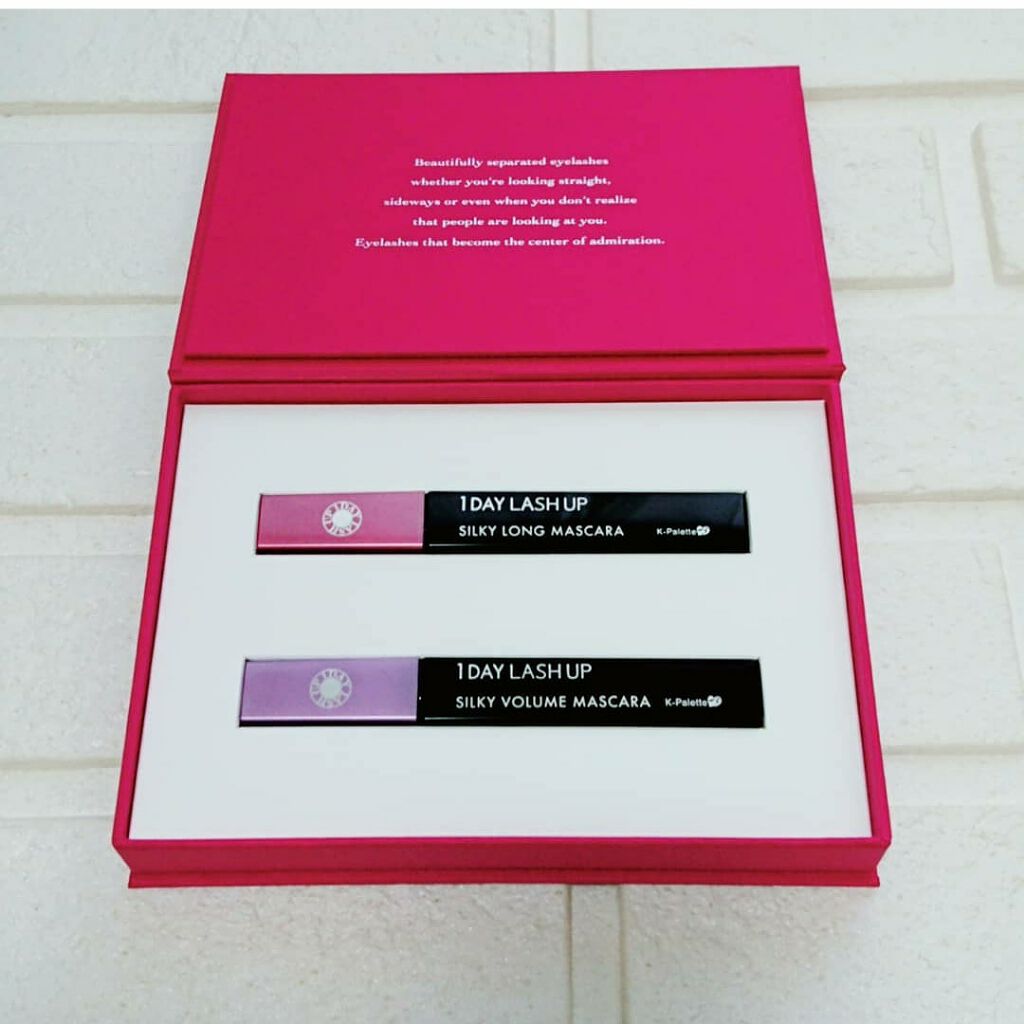 Beautifully separated eyelashes
whether you're looking straight,
sideways or even when you don't realize
that people are looking at you.
Eyelashes that become the center of admiration.
1DAY LASH UP
SILKY LONG MASCARA K-Palette
1DAY LASH UP
SILKY VOLUME MASCARA K-Palette